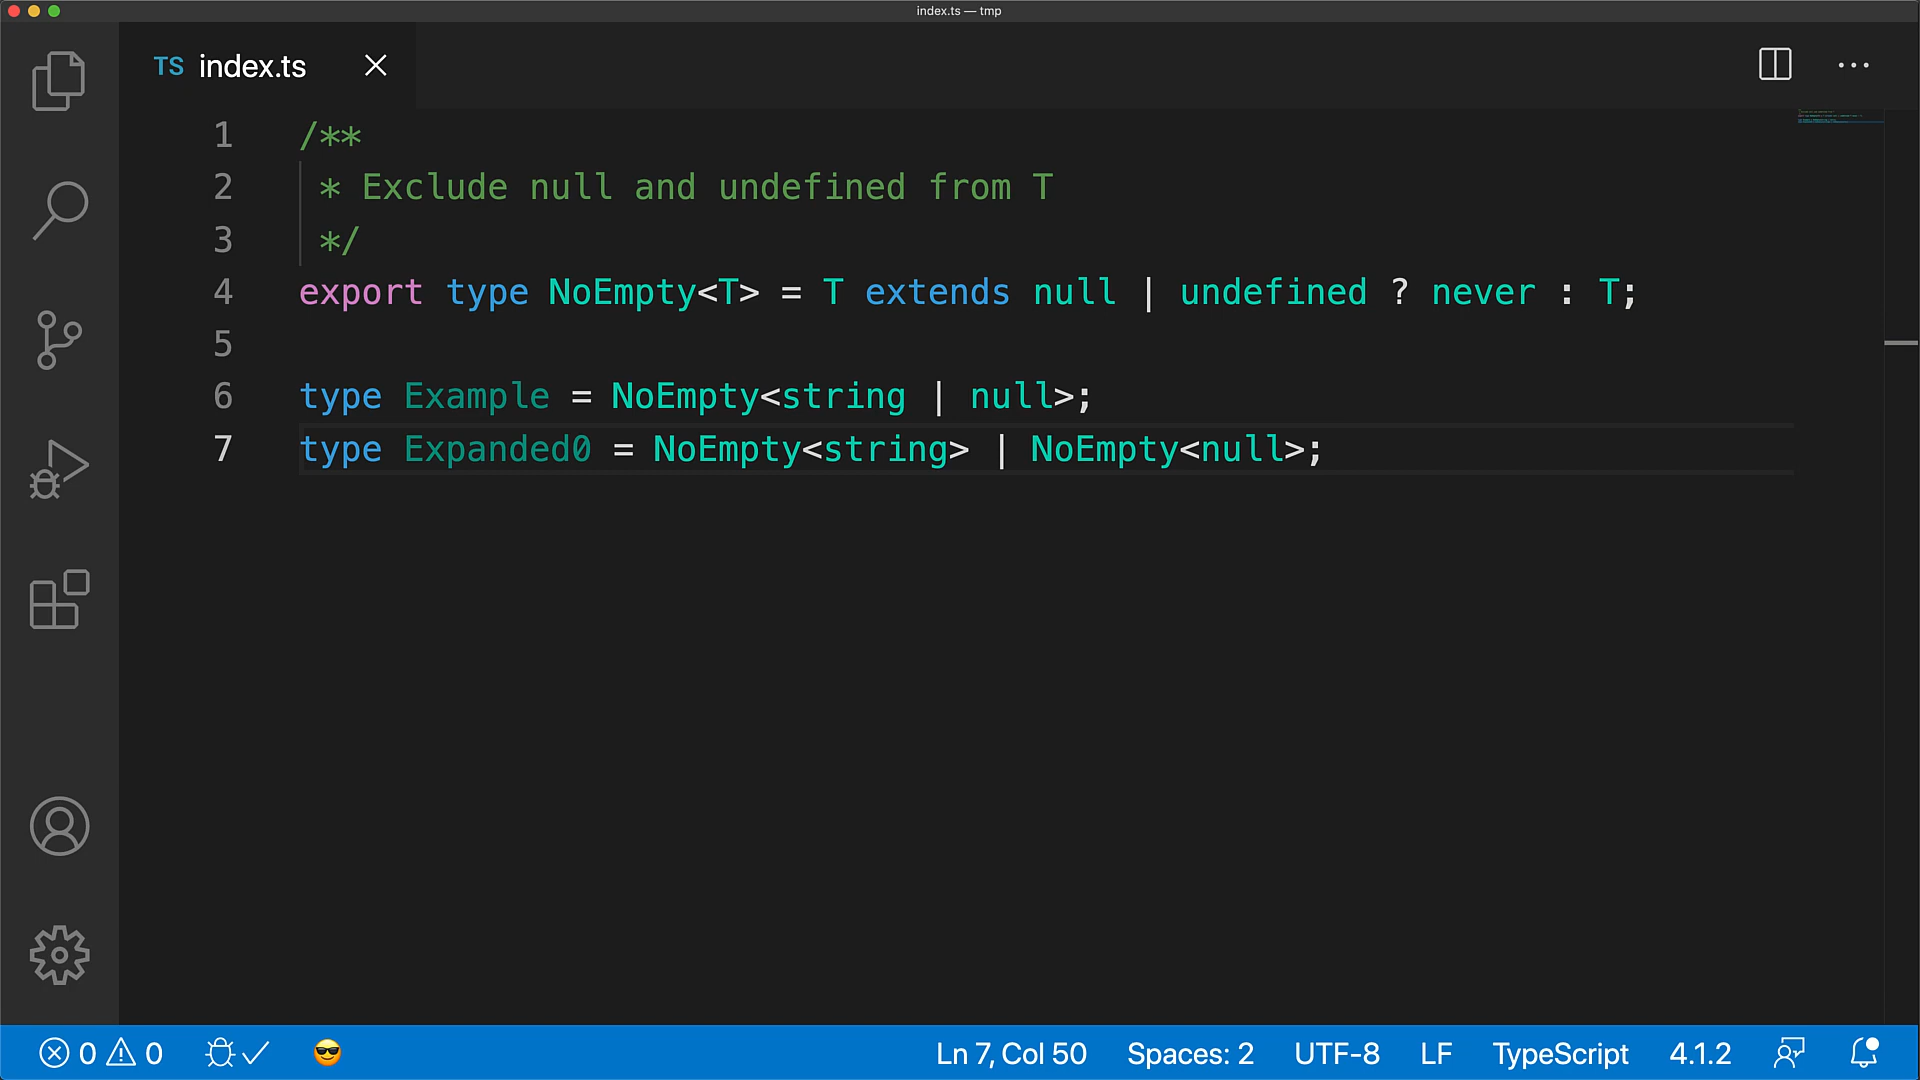 index.ts — tmp
TS index.ts
1 /**
2 * Exclude null and undefined from T
3 */
4 export type NoEmpty<T> = T extends null | undefined ? never : T;
5
6 type Example = NoEmpty<string | null>;
7 type Expanded0 = NoEmpty<string> | NoEmpty<null>;
0 0 Ln 7, Col 50 Spaces: 2 UTF-8 LF TypeScript 4.1.2